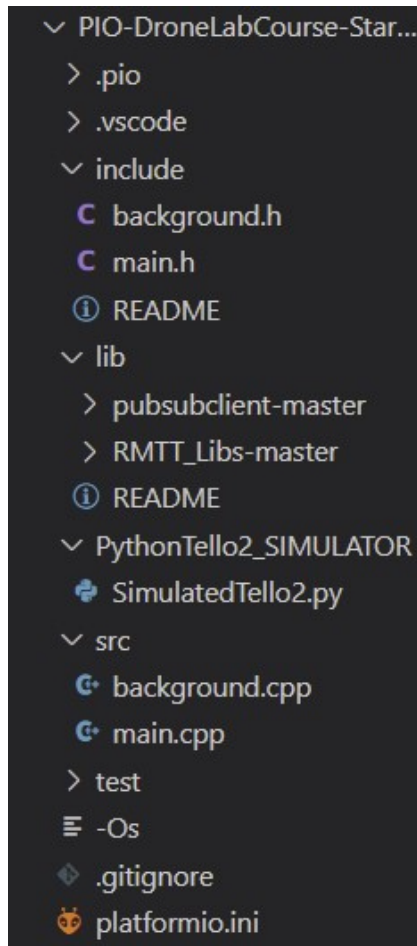 PIO-DroneLabCourse-Star...
.pio
.vscode
include
C background.h
C main.h
README
lib
pubsubclient-master
RMTT_Libs-master
README
PythonTello2_SIMULATOR
SimulatedTello2.py
src
background.cpp
main.cpp
test
-Os
.gitignore
platformio.ini